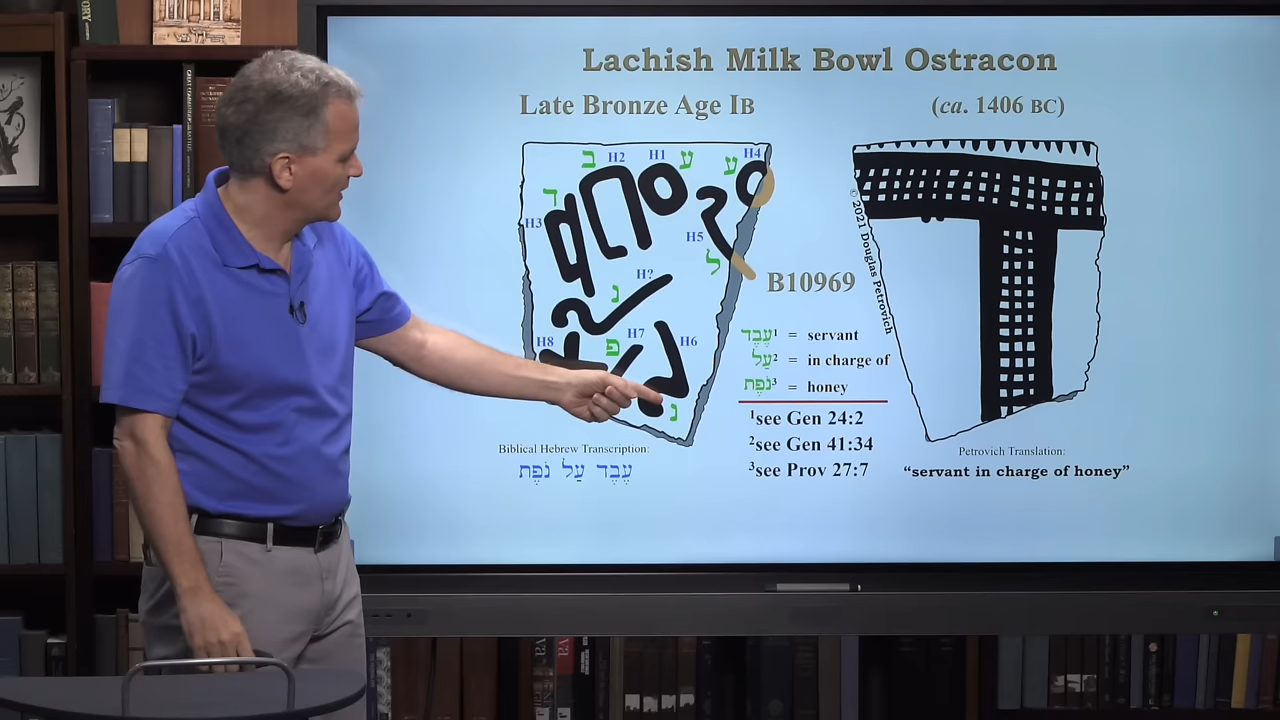 Lachish Milk Bowl Ostracon
Late Bronze Age IB
(ca. 1406 BC)
ב H2 H1 ע ע H4
ד
H3
H5
ל
H?
נ
B10969
© 2021 Douglas Petrovich
H8 פ H7 H6
נ
עֶבֶד¹ = servant
עַל² = in charge of
נֹפֶת³ = honey
¹see Gen 24:2
²see Gen 41:34
³see Prov 27:7
Biblical Hebrew Transcription:
עֶבֶד עַל נֹפֶת
Petrovich Translation:
“servant in charge of honey”